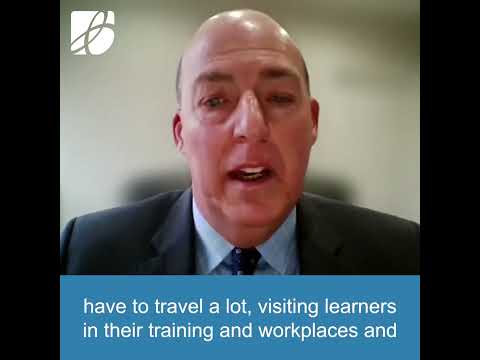 have to travel a lot, visiting learners
in their training and workplaces and